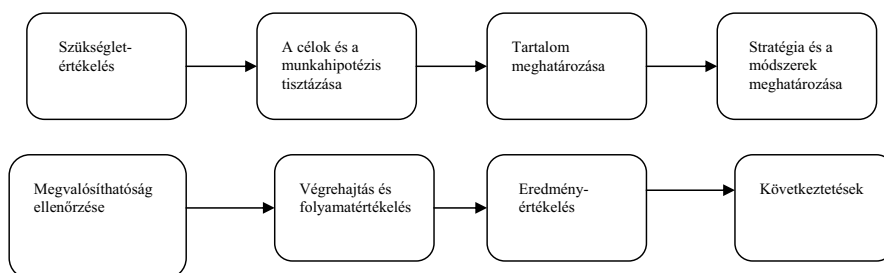 Szükséglet-
értékelés
A célok és a
munkahipotézis
tisztázása
Tartalom
meghatározása
Stratégia és a
módszerek
meghatározása
Megvalósíthatóság
ellenőrzése
Végrehajtás és
folyamatértékelés
Eredmény-
értékelés
Következtetések